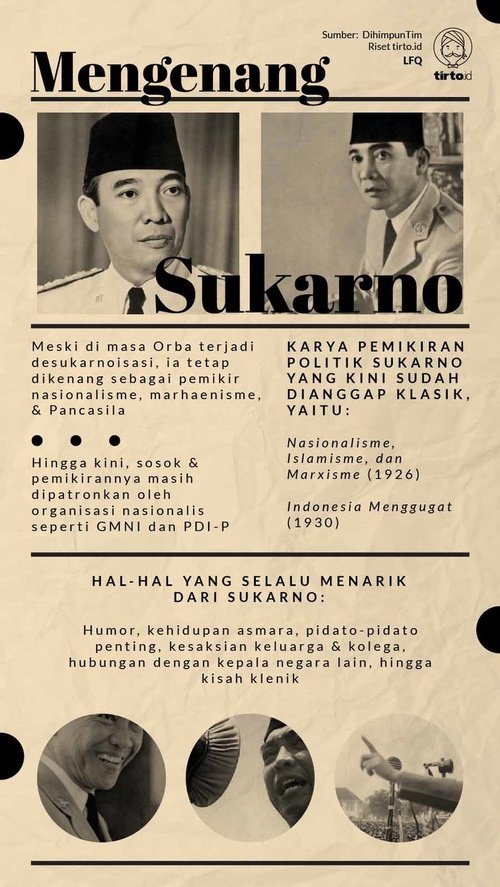 Sumber: DihimpunTim
Riset tirto.id
LFQ
tirto.id
Mengenang
Sukarno
Meski di masa Orba terjadi
desukarnoisasi, ia tetap
dikenang sebagai pemikir
nasionalisme, marhaenisme,
& Pancasila
Hingga kini, sosok &
pemikirannya masih
dipatronkan oleh
organisasi nasionalis
seperti GMNI dan PDI-P
KARYA PEMIKIRAN
POLITIK SUKARNO
YANG KINI SUDAH
DIANGGAP KLASIK,
YAITU:
Nasionalisme,
Islamisme, dan
Marxisme (1926)
Indonesia Menggugat
(1930)
HAL-HAL YANG SELALU MENARIK
DARI SUKARNO:
Humor, kehidupan asmara, pidato-pidato
penting, kesaksian keluarga & kolega,
hubungan dengan kepala negara lain, hingga
kisah klenik